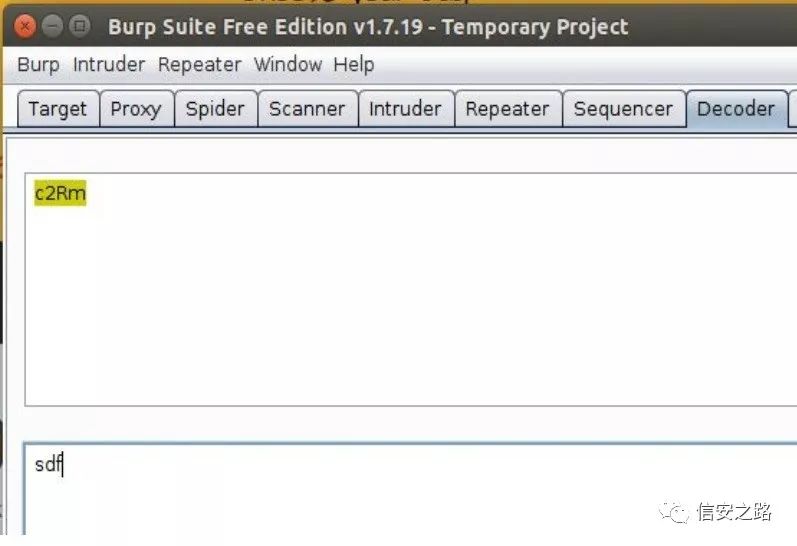 Burp Suite Free Edition v1.7.19 - Temporary Project
Burp Intruder Repeater Window Help
Target Proxy Spider Scanner Intruder Repeater Sequencer Decoder
c2Rm
sdf
信安之路